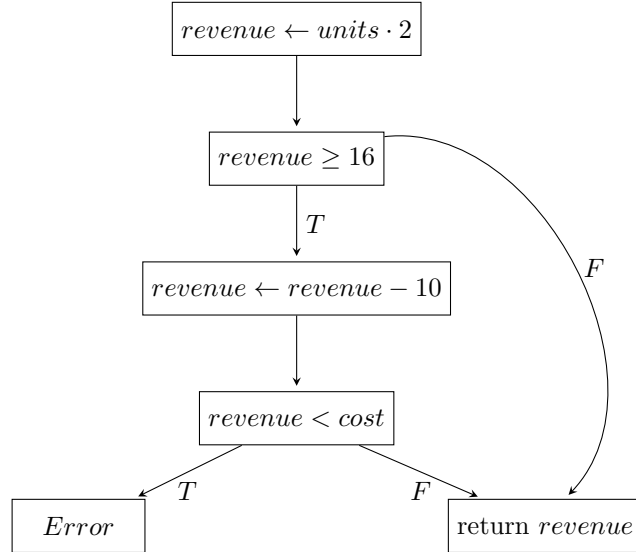 revenue ← units · 2
revenue ≥ 16
T
F
revenue ← revenue − 10
revenue < cost
T
F
Error
return revenue